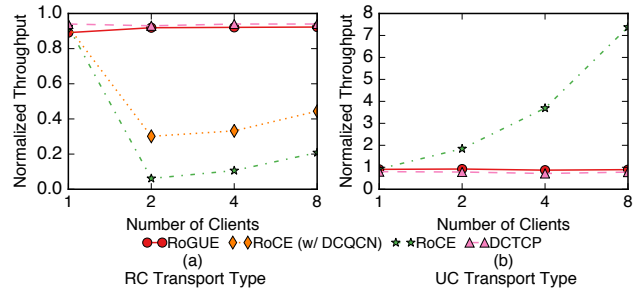 Normalized Throughput
1.0
0.8
0.6
0.4
0.2
0.0
1 2 4 8
Number of Clients
Normalized Throughput
8
7
6
5
4
3
2
1
0
1 2 4 8
Number of Clients
RoGUE RoCE (w/ DCQCN) RoCE DCTCP
(a) (b)
RC Transport Type UC Transport Type